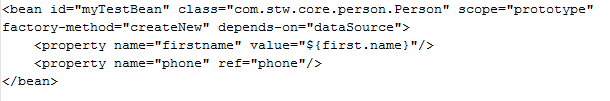 <bean id="myTestBean" class="com.stw.core.person.Person" scope="prototype"
factory-method="createNew" depends-on="dataSource">
    <property name="firstname" value="${first.name}"/>
    <property name="phone" ref="phone"/>
</bean>